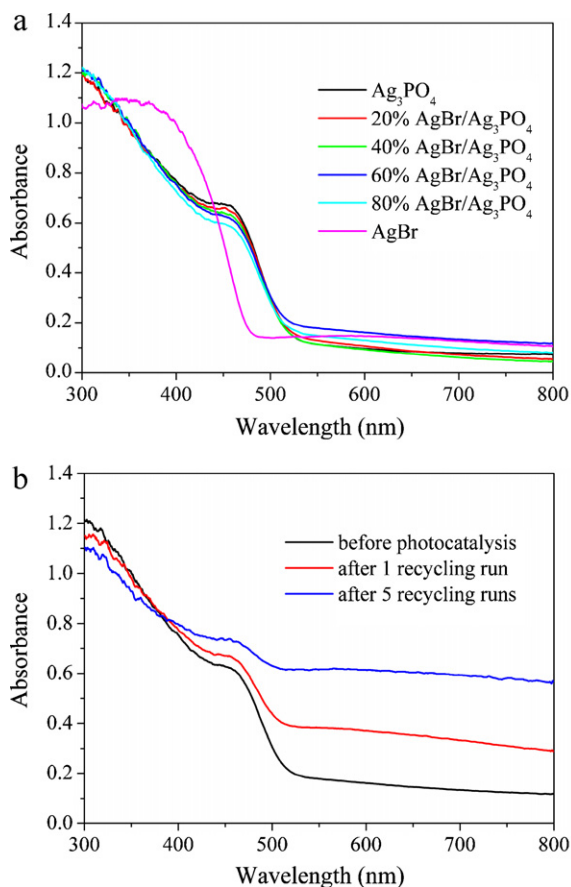 a
1.4
1.2
1.0
0.8
0.6
0.4
0.2
0.0
Absorbance
Ag₃PO₄
20% AgBr/Ag₃PO₄
40% AgBr/Ag₃PO₄
60% AgBr/Ag₃PO₄
80% AgBr/Ag₃PO₄
AgBr
300 400 500 600 700 800
Wavelength (nm)
b
1.4
1.2
1.0
0.8
0.6
0.4
0.2
0.0
Absorbance
before photocatalysis
after 1 recycling run
after 5 recycling runs
300 400 500 600 700 800
Wavelength (nm)